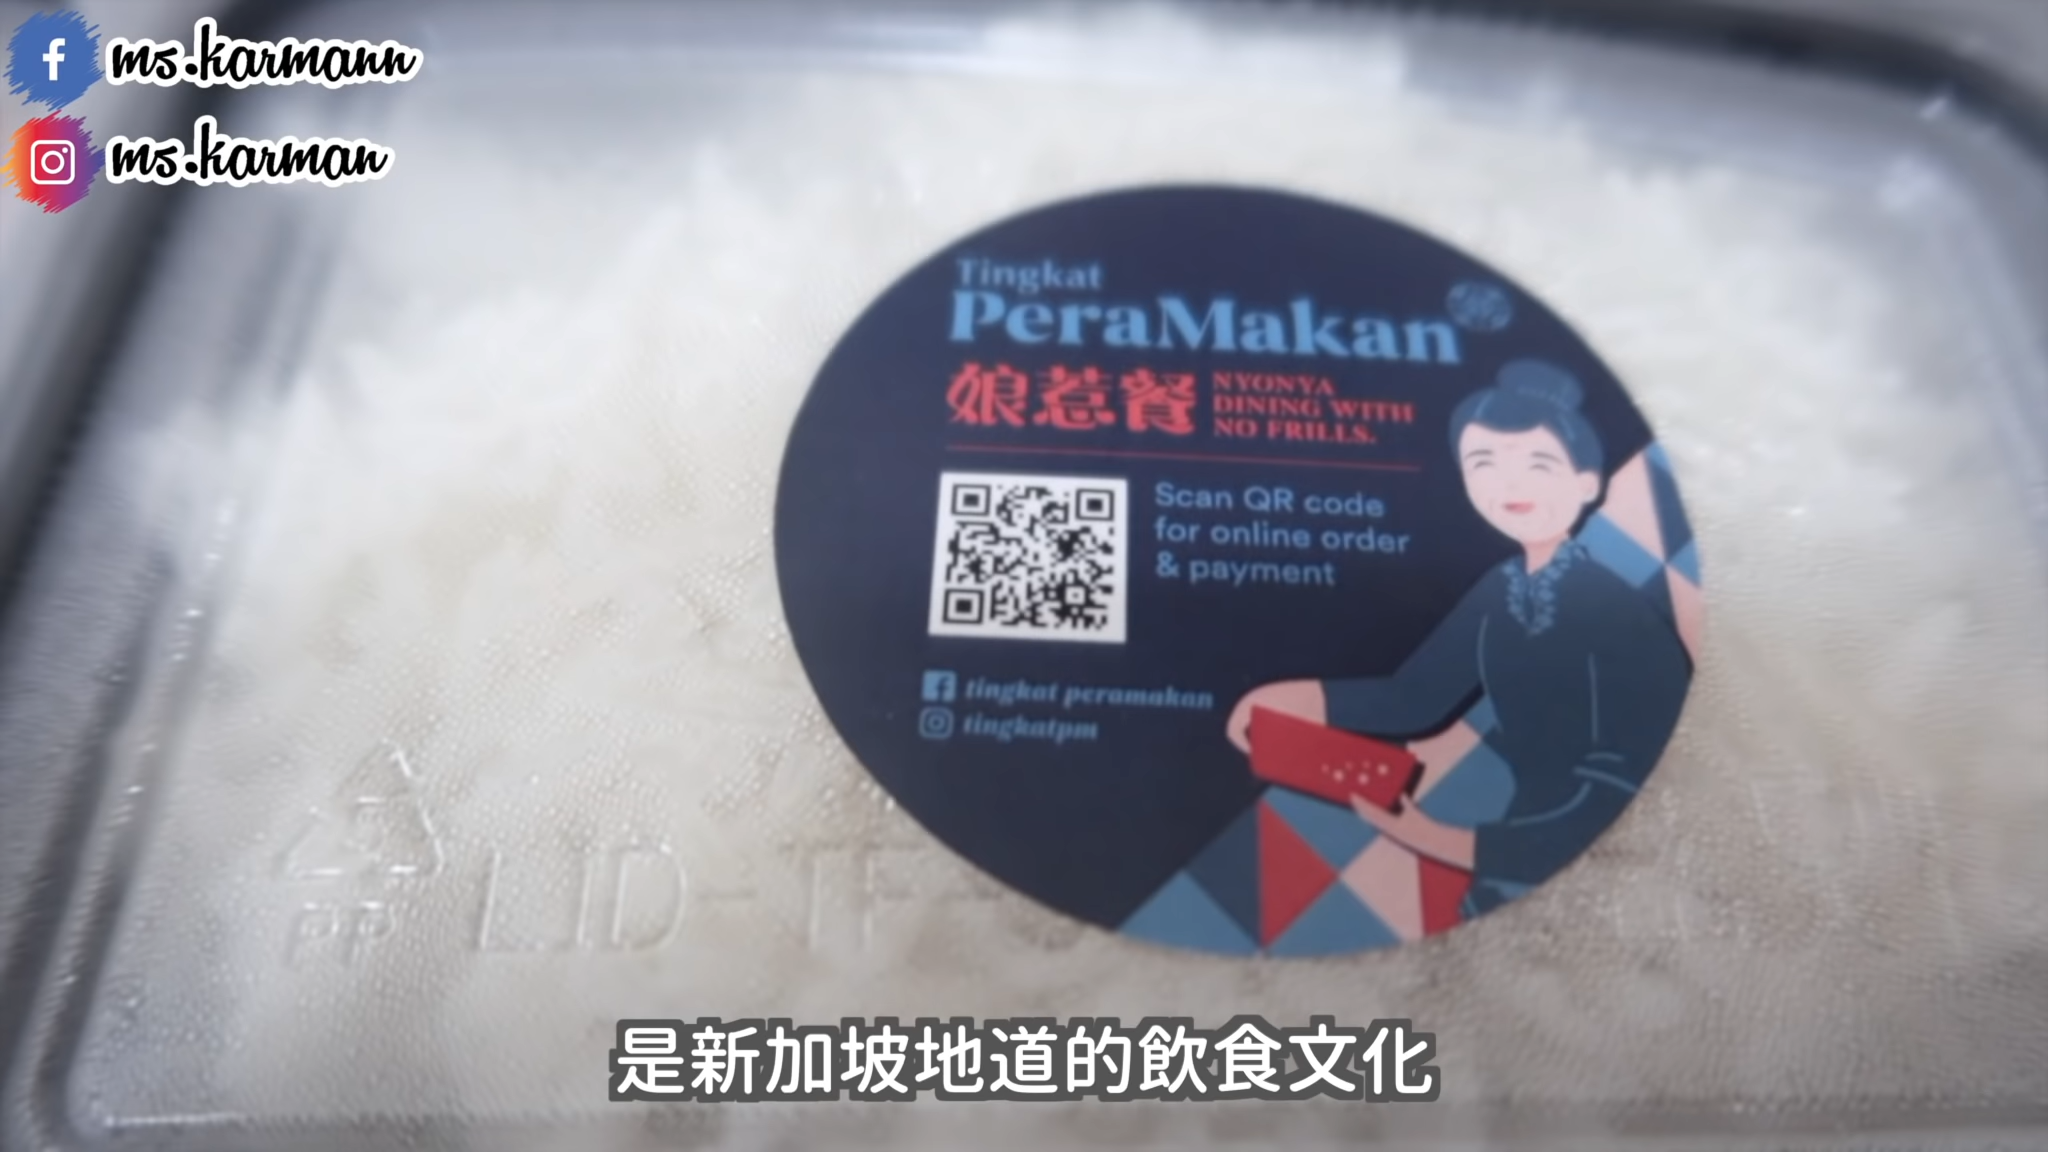 ms.karmann
ms.karman
Tingkat
PeraMakan
娘惹餐
NYONYA
DINING WITH
NO FRILLS.
Scan QR code
for online order
& payment
tingkat peramakan
tingkatpm
PP
LID-TF-
是新加坡地道的飲食文化